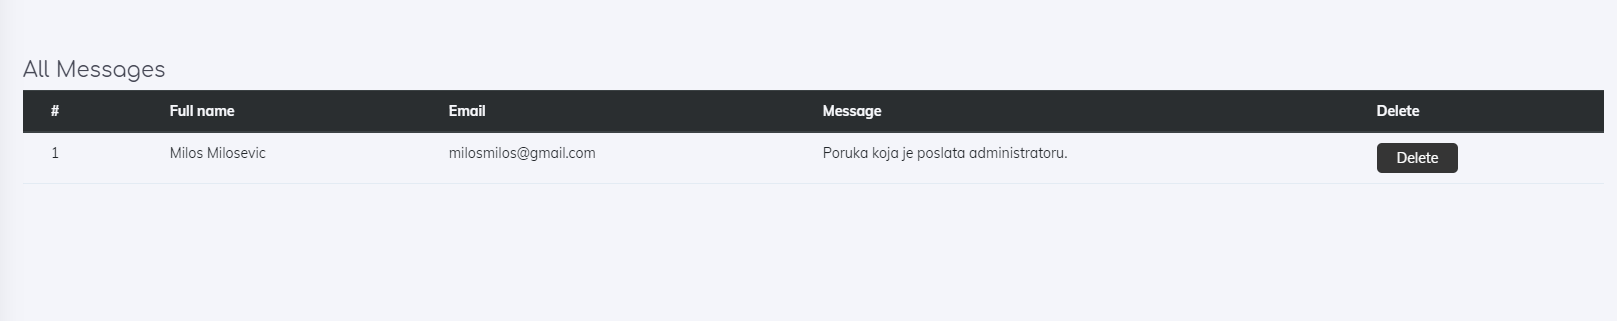 All Messages
# Full name Email Message Delete
1 Milos Milosevic milosmilos@gmail.com Poruka koja je poslata administratoru. Delete